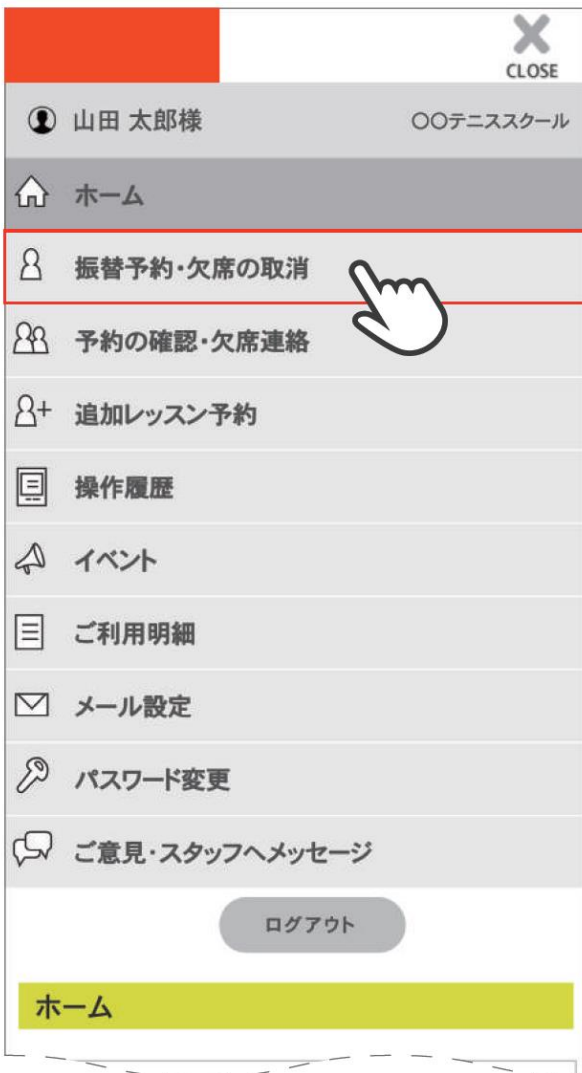 CLOSE
山田 太郎様 〇〇テニススクール
ホーム
振替予約・欠席の取消
予約の確認・欠席連絡
追加レッスン予約
操作履歴
イベント
ご利用明細
メール設定
パスワード変更
ご意見・スタッフへメッセージ
ログアウト
ホーム